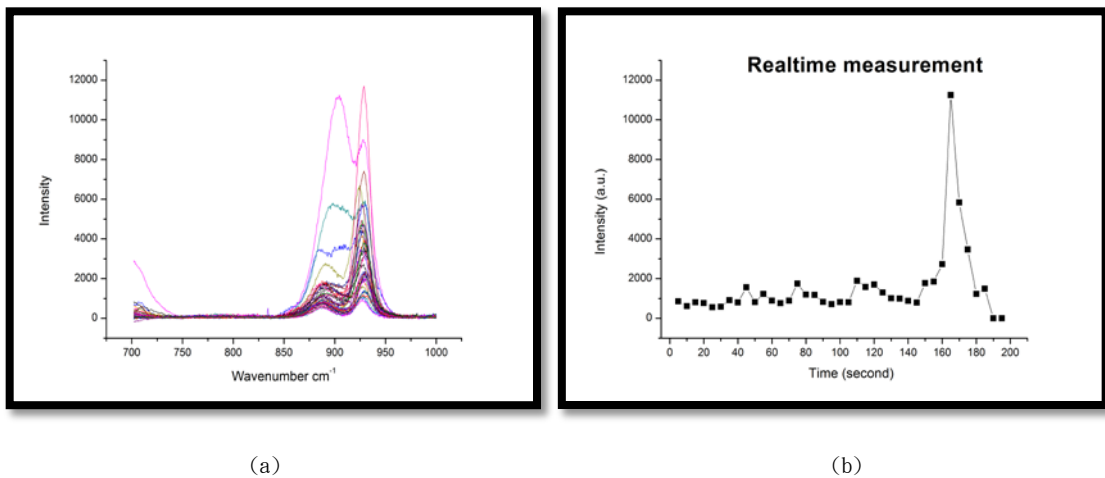 12000
10000
8000
6000
4000
2000
0
Intensity
700 750 800 850 900 950 1000
Wavenumber cm⁻¹
(a)
Realtime measurement
12000
10000
8000
6000
4000
2000
0
Intensity (a.u.)
0 20 40 60 80 100 120 140 160 180 200
Time (second)
(b)